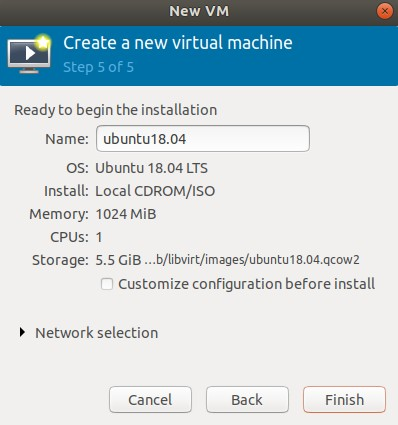 New VM
Create a new virtual machine
Step 5 of 5
Ready to begin the installation
Name: ubuntu18.04
OS: Ubuntu 18.04 LTS
Install: Local CDROM/ISO
Memory: 1024 MiB
CPUs: 1
Storage: 5.5 GiB ...b/libvirt/images/ubuntu18.04.qcow2
Customize configuration before install
Network selection
Cancel Back Finish